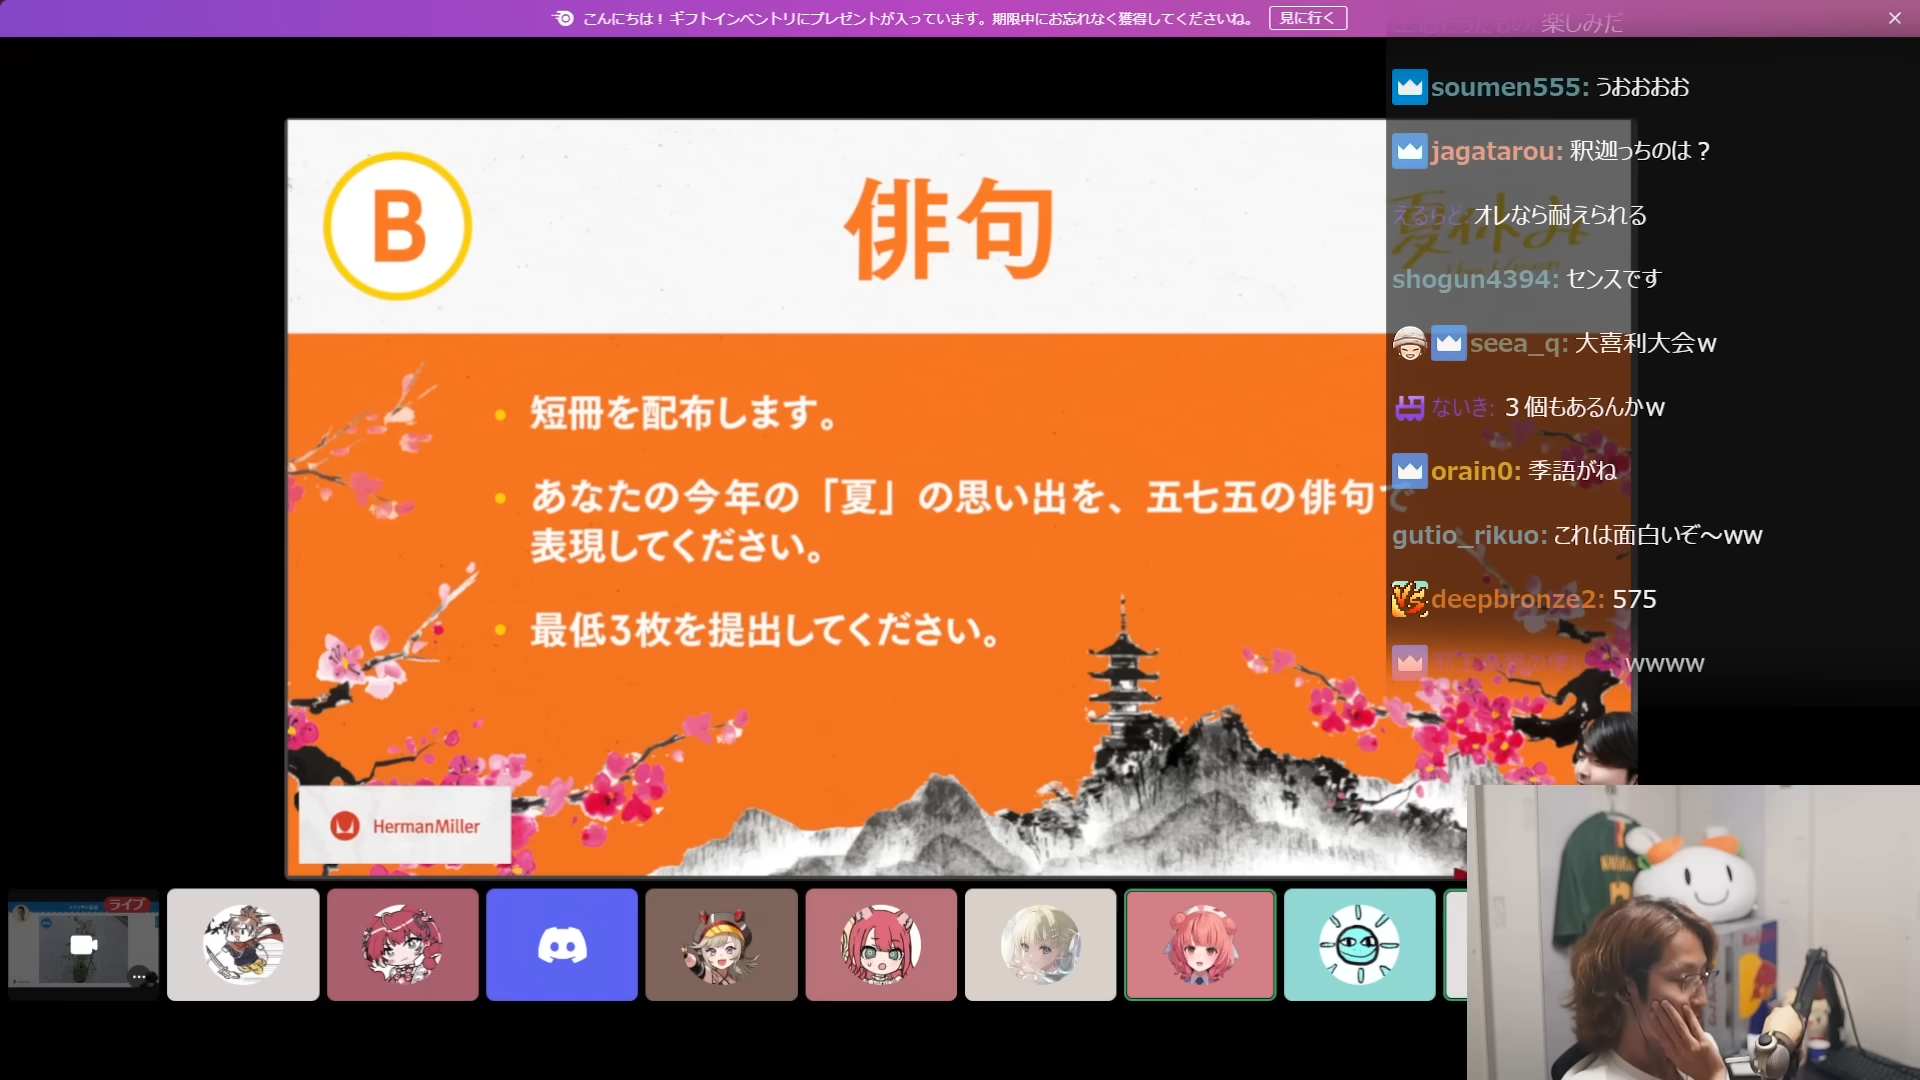 こんにちは！ ギフトインベントリにプレゼントが入っています。期限中にお忘れなく獲得してくださいね。 見に行く
楽しみだ
soumen555: うおおおお
jagatarou: 釈迦っちのは？
えるらと: オレなら耐えられる
shogun4394: センスです
seea_q: 大喜利大会w
ないき: ３個もあるんかw
orain0: 季語がね
gutio_rikuo: これは面白いぞ～ww
deepbronze2: 575
wwww
B
俳句
夏休み
短冊を配布します。
あなたの今年の「夏」の思い出を、五七五の俳句で
表現してください。
最低3枚を提出してください。
HermanMiller
ライブ